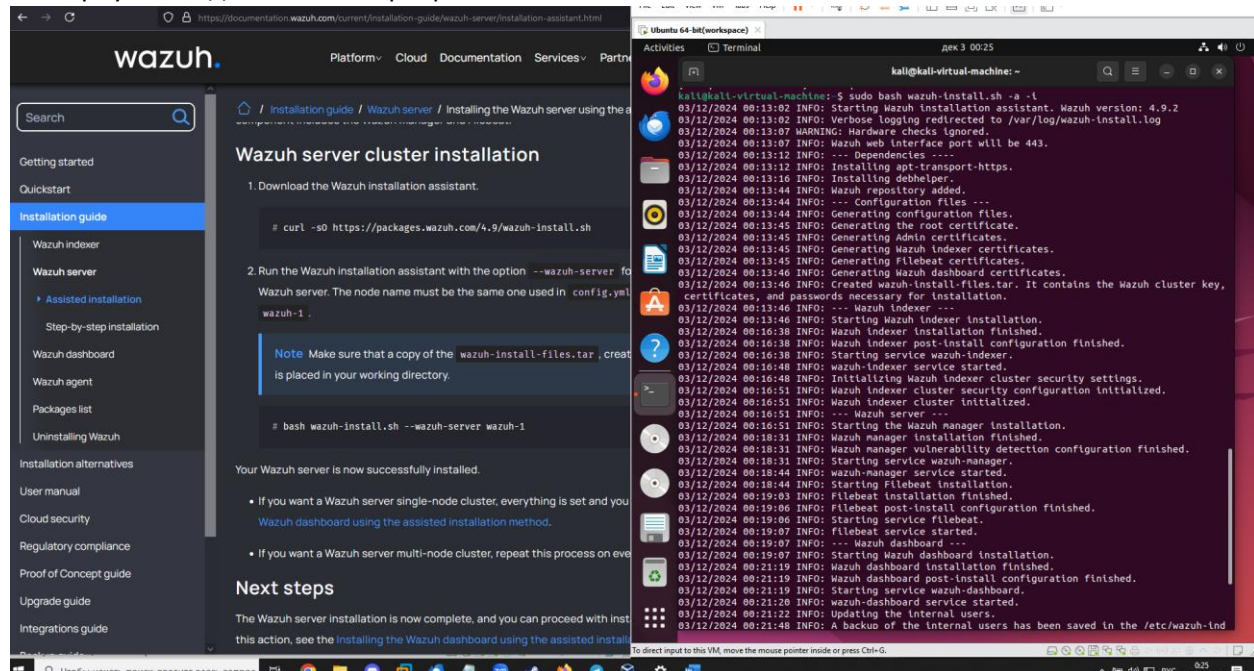 https://documentation.wazuh.com/current/installation-guide/wazuh-server/installation-assistant.html
wazuh.
Platform
Cloud
Documentation
Services
Partne
Search
Getting started
Quickstart
Installation guide
Wazuh indexer
Wazuh server
Assisted installation
Step-by-step installation
Wazuh dashboard
Wazuh agent
Packages list
Uninstalling Wazuh
Installation alternatives
User manual
Cloud security
Regulatory compliance
Proof of Concept guide
Upgrade guide
Integrations guide
/ Installation guide / Wazuh server / Installing the Wazuh server using the a
Wazuh server cluster installation
1. Download the Wazuh installation assistant.
# curl -sO https://packages.wazuh.com/4.9/wazuh-install.sh
2. Run the Wazuh installation assistant with the option --wazuh-server fo
Wazuh server. The node name must be the same one used in config.yml
wazuh-1 .
Note Make sure that a copy of the wazuh-install-files.tar , creat
is placed in your working directory.
# bash wazuh-install.sh --wazuh-server wazuh-1
Your Wazuh server is now successfully installed.
• If you want a Wazuh server single-node cluster, everything is set and you
Wazuh dashboard using the assisted installation method.
• If you want a Wazuh server multi-node cluster, repeat this process on eve
Next steps
The Wazuh server installation is now complete, and you can proceed with inst
this action, see the Installing the Wazuh dashboard using the assisted installa
Ubuntu 64-bit(workspace)
Activities
Terminal
дек 3 00:25
kali@kali-virtual-machine: ~
kali@kali-virtual-machine:~$ sudo bash wazuh-install.sh -a -i
03/12/2024 00:13:02 INFO: Starting Wazuh installation assistant. Wazuh version: 4.9.2
03/12/2024 00:13:02 INFO: Verbose logging redirected to /var/log/wazuh-install.log
03/12/2024 00:13:07 WARNING: Hardware checks ignored.
03/12/2024 00:13:07 INFO: Wazuh web interface port will be 443.
03/12/2024 00:13:12 INFO: --- Dependencies ----
03/12/2024 00:13:12 INFO: Installing apt-transport-https.
03/12/2024 00:13:16 INFO: Installing debhelper.
03/12/2024 00:13:44 INFO: Wazuh repository added.
03/12/2024 00:13:44 INFO: --- Configuration files ---
03/12/2024 00:13:44 INFO: Generating configuration files.
03/12/2024 00:13:45 INFO: Generating the root certificate.
03/12/2024 00:13:45 INFO: Generating Admin certificates.
03/12/2024 00:13:45 INFO: Generating Wazuh indexer certificates.
03/12/2024 00:13:45 INFO: Generating Filebeat certificates.
03/12/2024 00:13:46 INFO: Generating Wazuh dashboard certificates.
03/12/2024 00:13:46 INFO: Created wazuh-install-files.tar. It contains the Wazuh cluster key,
certificates, and passwords necessary for installation.
03/12/2024 00:13:46 INFO: --- Wazuh indexer ---
03/12/2024 00:13:46 INFO: Starting Wazuh indexer installation.
03/12/2024 00:16:38 INFO: Wazuh indexer installation finished.
03/12/2024 00:16:38 INFO: Wazuh indexer post-install configuration finished.
03/12/2024 00:16:38 INFO: Starting service wazuh-indexer.
03/12/2024 00:16:48 INFO: wazuh-indexer service started.
03/12/2024 00:16:48 INFO: Initializing Wazuh indexer cluster security settings.
03/12/2024 00:16:51 INFO: Wazuh indexer cluster security configuration initialized.
03/12/2024 00:16:51 INFO: Wazuh indexer cluster initialized.
03/12/2024 00:16:51 INFO: --- Wazuh server ---
03/12/2024 00:16:51 INFO: Starting the Wazuh manager installation.
03/12/2024 00:18:31 INFO: Wazuh manager installation finished.
03/12/2024 00:18:31 INFO: Wazuh manager vulnerability detection configuration finished.
03/12/2024 00:18:31 INFO: Starting service wazuh-manager.
03/12/2024 00:18:44 INFO: wazuh-manager service started.
03/12/2024 00:18:44 INFO: Starting Filebeat installation.
03/12/2024 00:19:03 INFO: Filebeat installation finished.
03/12/2024 00:19:06 INFO: Filebeat post-install configuration finished.
03/12/2024 00:19:06 INFO: Starting service filebeat.
03/12/2024 00:19:07 INFO: filebeat service started.
03/12/2024 00:19:07 INFO: --- Wazuh dashboard ---
03/12/2024 00:19:07 INFO: Starting Wazuh dashboard installation.
03/12/2024 00:21:19 INFO: Wazuh dashboard installation finished.
03/12/2024 00:21:19 INFO: Wazuh dashboard post-install configuration finished.
03/12/2024 00:21:19 INFO: Starting service wazuh-dashboard.
03/12/2024 00:21:20 INFO: wazuh-dashboard service started.
03/12/2024 00:21:22 INFO: Updating the internal users.
03/12/2024 00:21:48 INFO: A backup of the internal users has been saved in the /etc/wazuh-ind
To direct input to this VM, move the mouse pointer inside or press Ctrl+G.
0:25